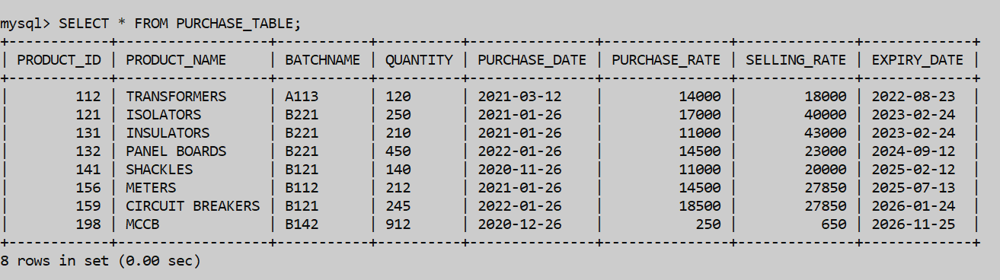 mysql> SELECT * FROM PURCHASE_TABLE;
+------------+-----------------+-----------+----------+---------------+---------------+--------------+-------------+
| PRODUCT_ID | PRODUCT_NAME    | BATCHNAME | QUANTITY | PURCHASE_DATE | PURCHASE_RATE | SELLING_RATE | EXPIRY_DATE |
+------------+-----------------+-----------+----------+---------------+---------------+--------------+-------------+
|        112 | TRANSFORMERS    | A113      | 120      | 2021-03-12    |         14000 |        18000 | 2022-08-23  |
|        121 | ISOLATORS       | B221      | 250      | 2021-01-26    |         17000 |        40000 | 2023-02-24  |
|        131 | INSULATORS      | B221      | 210      | 2021-01-26    |         11000 |        43000 | 2023-02-24  |
|        132 | PANEL BOARDS    | B221      | 450      | 2022-01-26    |         14500 |        23000 | 2024-09-12  |
|        141 | SHACKLES        | B121      | 140      | 2020-11-26    |         11000 |        20000 | 2025-02-12  |
|        156 | METERS          | B112      | 212      | 2021-01-26    |         14500 |        27850 | 2025-07-13  |
|        159 | CIRCUIT BREAKERS | B121      | 245      | 2022-01-26    |         18500 |        27850 | 2026-01-24  |
|        198 | MCCB            | B142      | 912      | 2020-12-26    |           250 |          650 | 2026-11-25  |
+------------+-----------------+-----------+----------+---------------+---------------+--------------+-------------+
8 rows in set (0.00 sec)